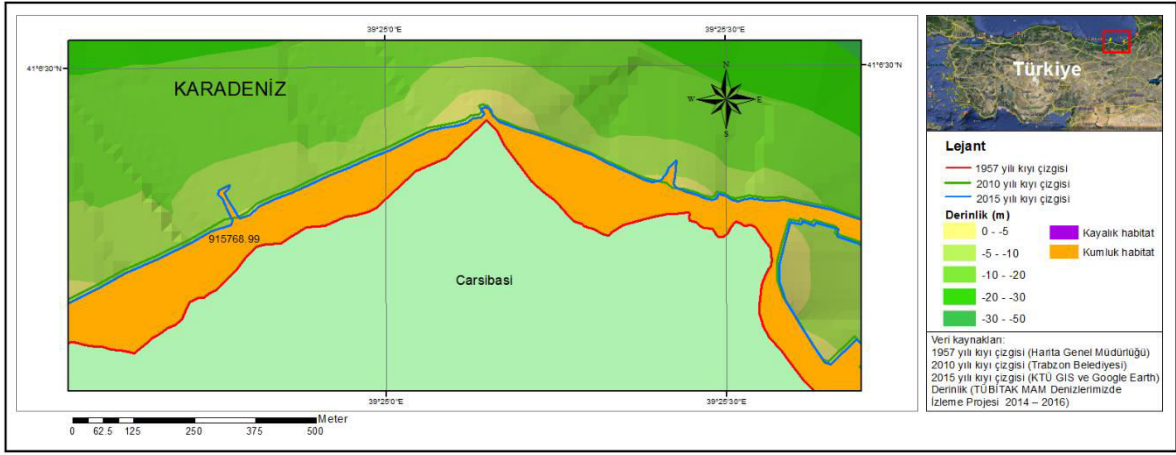 39°25'0"E
39°25'30"E
41°6'30"N
41°6'30"N
KARADENİZ
N
W
E
S
915768.99
Carsibasi
39°25'0"E
39°25'30"E
Meter
0 62.5 125 250 375 500
Türkiye
Lejant
1957 yılı kıyı çizgisi
2010 yılı kıyı çizgisi
2015 yılı kıyı çizgisi
Derinlik (m)
0 - -5
-5 - -10
-10 - -20
-20 - -30
-30 - -50
Kayalık habitat
Kumluk habitat
Veri kaynakları:
1957 yılı kıyı çizgisi (Harita Genel Müdürlüğü)
2010 yılı kıyı çizgisi (Trabzon Belediyesi)
2015 yılı kıyı çizgisi (KTÜ GIS ve Google Earth)
Derinlik (TÜBİTAK MAM Denizlerimizde
İzleme Projesi 2014 – 2016)